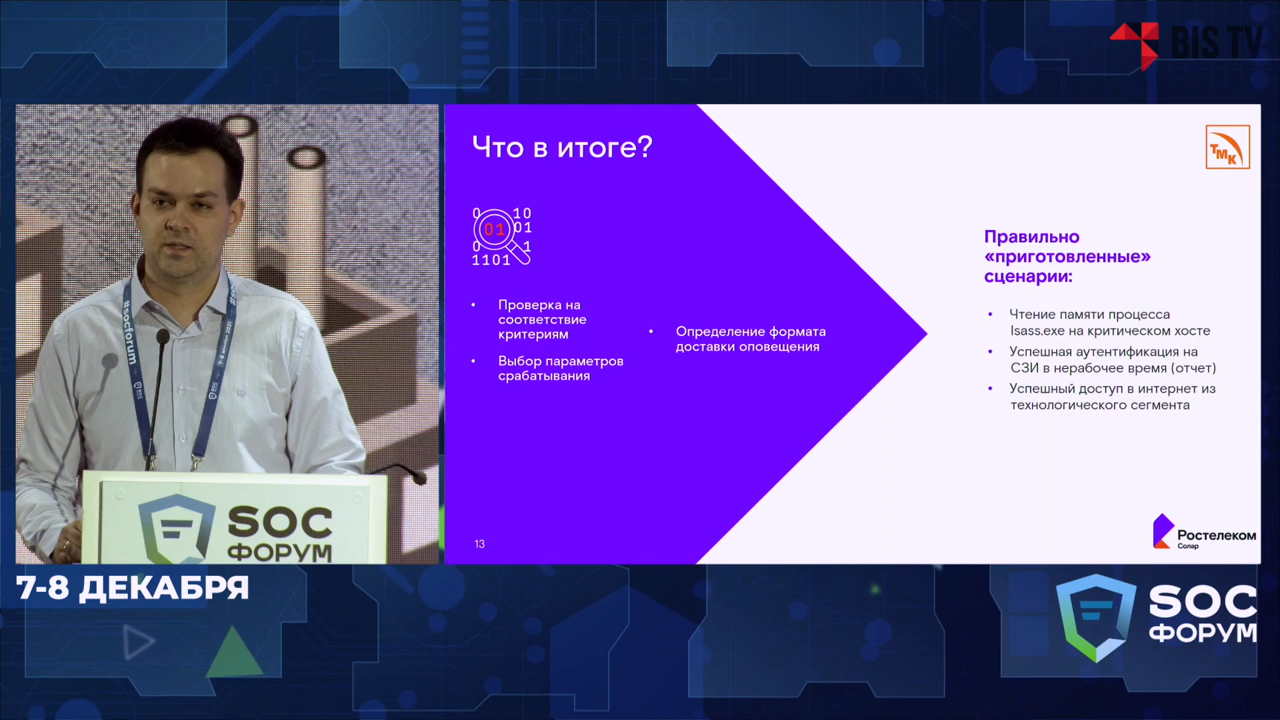 BIS TV
Что в итоге?
ТМК
0 10
01 01
0 1
1101
Проверка на
соответствие
критериям
Выбор параметров
срабатывания
Определение формата
доставки оповещения
Правильно
«приготовленные»
сценарии:
Чтение памяти процесса
lsass.exe на критическом хосте
Успешная аутентификация на
СЗИ в нерабочее время (отчет)
Успешный доступ в интернет из
технологического сегмента
13
Ростелеком
Солар
#socforum
SOC
ФОРУМ
7-8 ДЕКАБРЯ
SOC
ФОРУМ